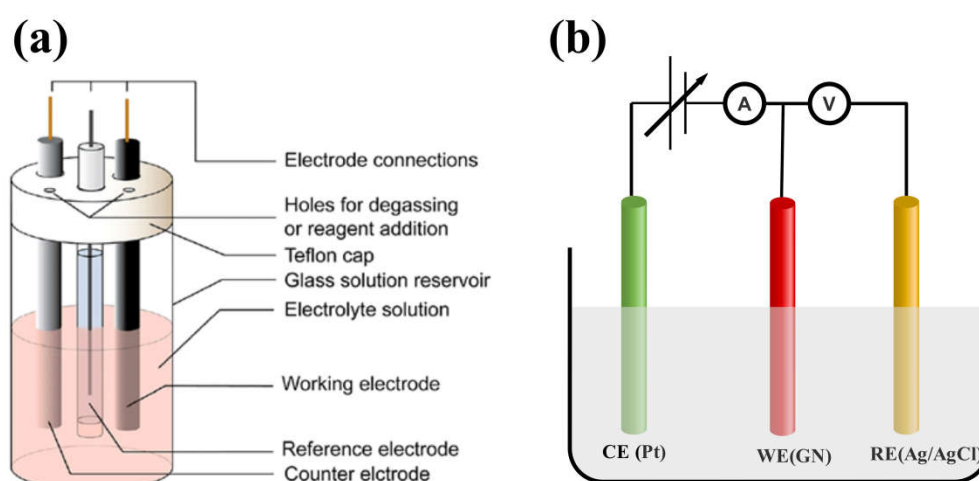 (a)
Electrode connections
Holes for degassing
or reagent addition
Teflon cap
Glass solution reservoir
Electrolyte solution
Working electrode
Reference electrode
Counter elctrode
(b)
A
V
CE (Pt)
WE(GN)
RE(Ag/AgCl)